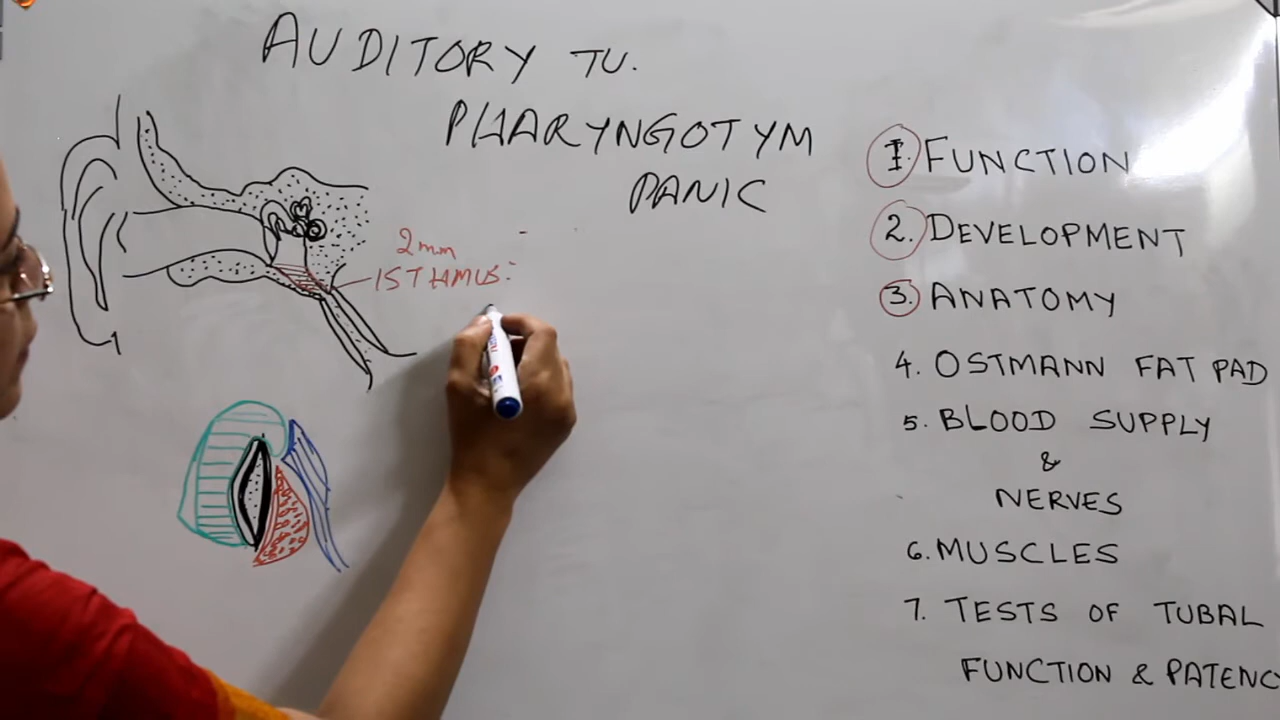 AUDITORY TU.
PHARYNGOTYM
PANIC
2mm
ISTHMUS:
1. FUNCTION
2. DEVELOPMENT
3. ANATOMY
4. OSTMANN FAT PAD
5. BLOOD SUPPLY
&
NERVES
6. MUSCLES
7. TESTS OF TUBAL
FUNCTION & PATENC